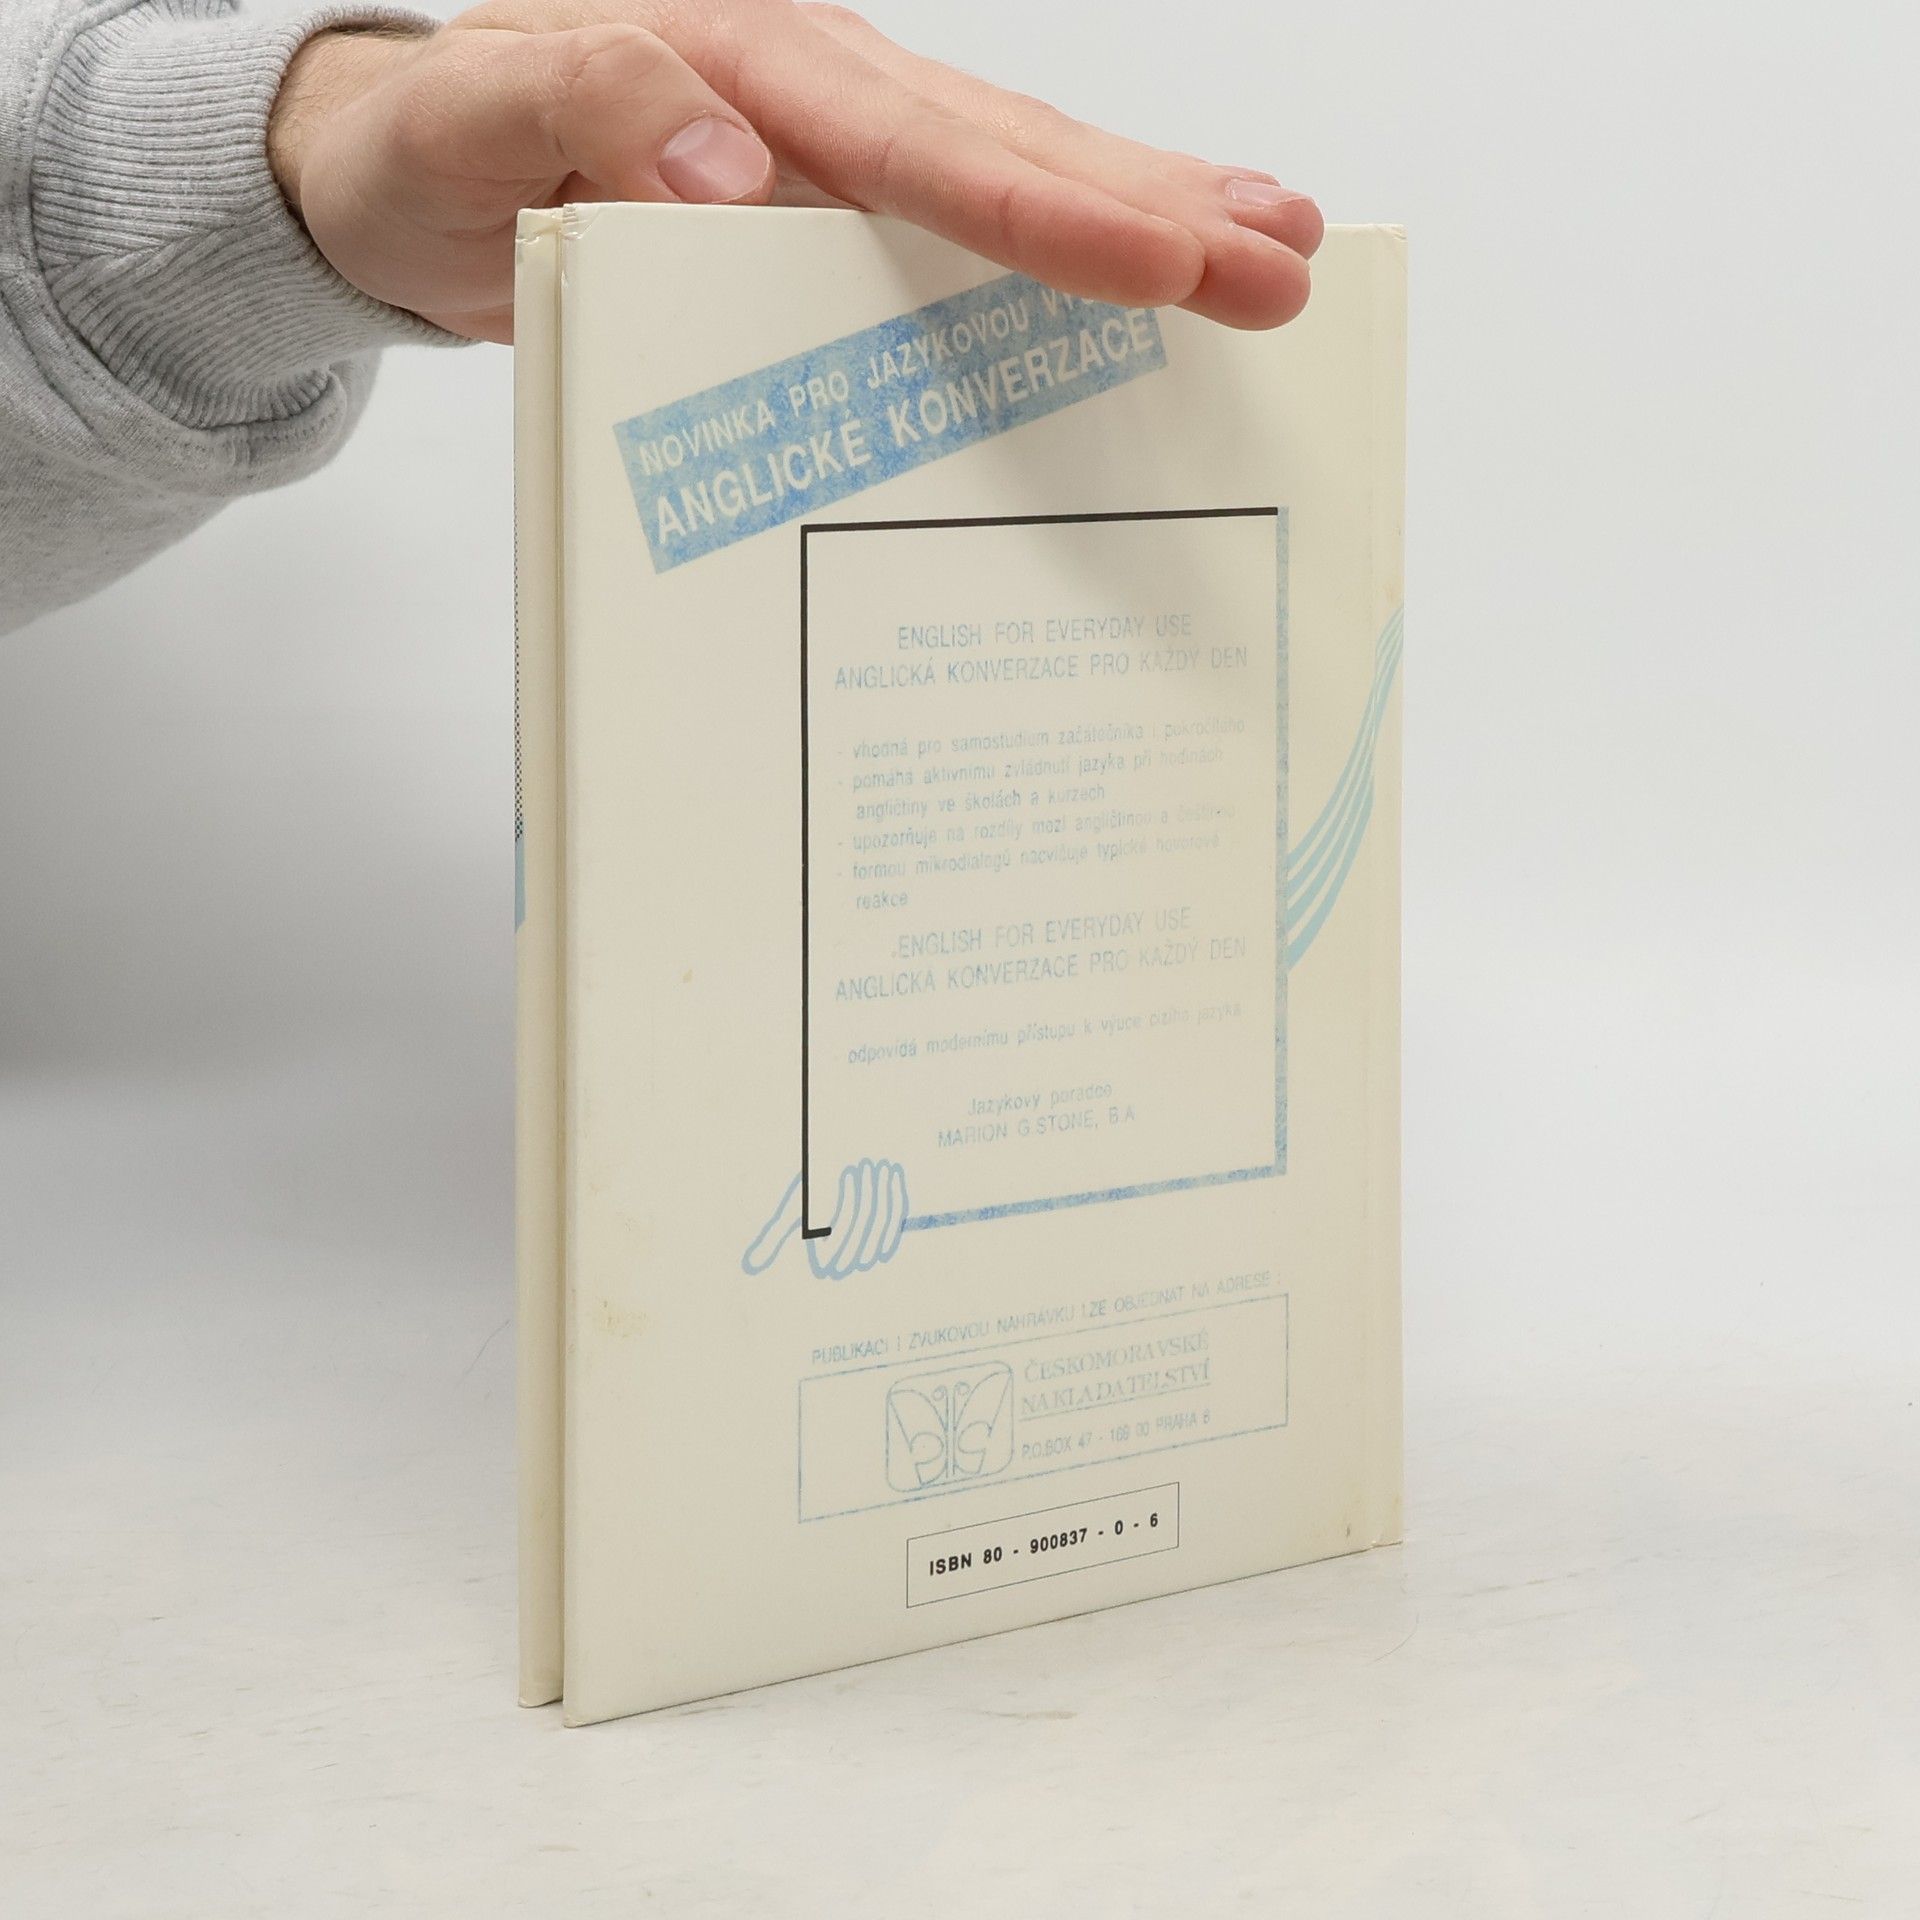 NOVINKA PRO JAZYKOVOU
ANGLICKÉ KONVERZACE
ENGLISH FOR EVERYDAY USE
ANGLICKÁ KONVERZACE PRO KAŽDÝ DEN
- vhodná pro samostudium začátečníka i pokročilého
- pomáhá aktivnímu zvládnutí jazyka při hodinách
angličtiny ve školách a kurzech
- upozorňuje na rozdíly mezi angličtinou a češtinou
- formou mikrodialogů nacvičuje typické hovorové
reakce
ENGLISH FOR EVERYDAY USE
ANGLICKÁ KONVERZACE PRO KAŽDÝ DEN
odpovídá modernímu přístupu k výuce cizího jazyka
Jazykový poradce
MARION G.STONE, B.A
PUBLIKACI I ZVUKOVOU NAHRÁVKU LZE OBJEDNAT NA ADRESE :
ČESKOMORAVSKÉ
NAKLADATELSTVÍ
P.O.BOX 47 - 169 00 PRAHA 6
ISBN 80 - 900837 - 0 - 6